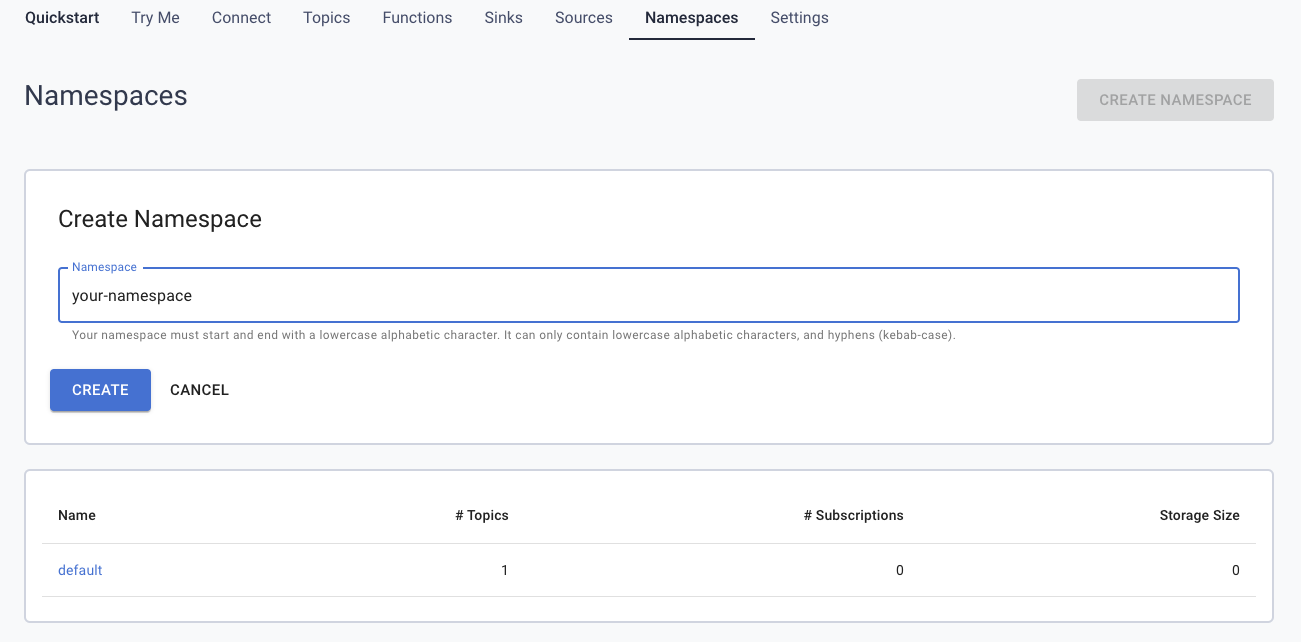 Quickstart Try Me Connect Topics Functions Sinks Sources Namespaces Settings
Namespaces
CREATE NAMESPACE
Create Namespace
Namespace
your-namespace
Your namespace must start and end with a lowercase alphabetic character. It can only contain lowercase alphabetic characters, and hyphens (kebab-case).
CREATE CANCEL
Name # Topics # Subscriptions Storage Size
default 1 0 0